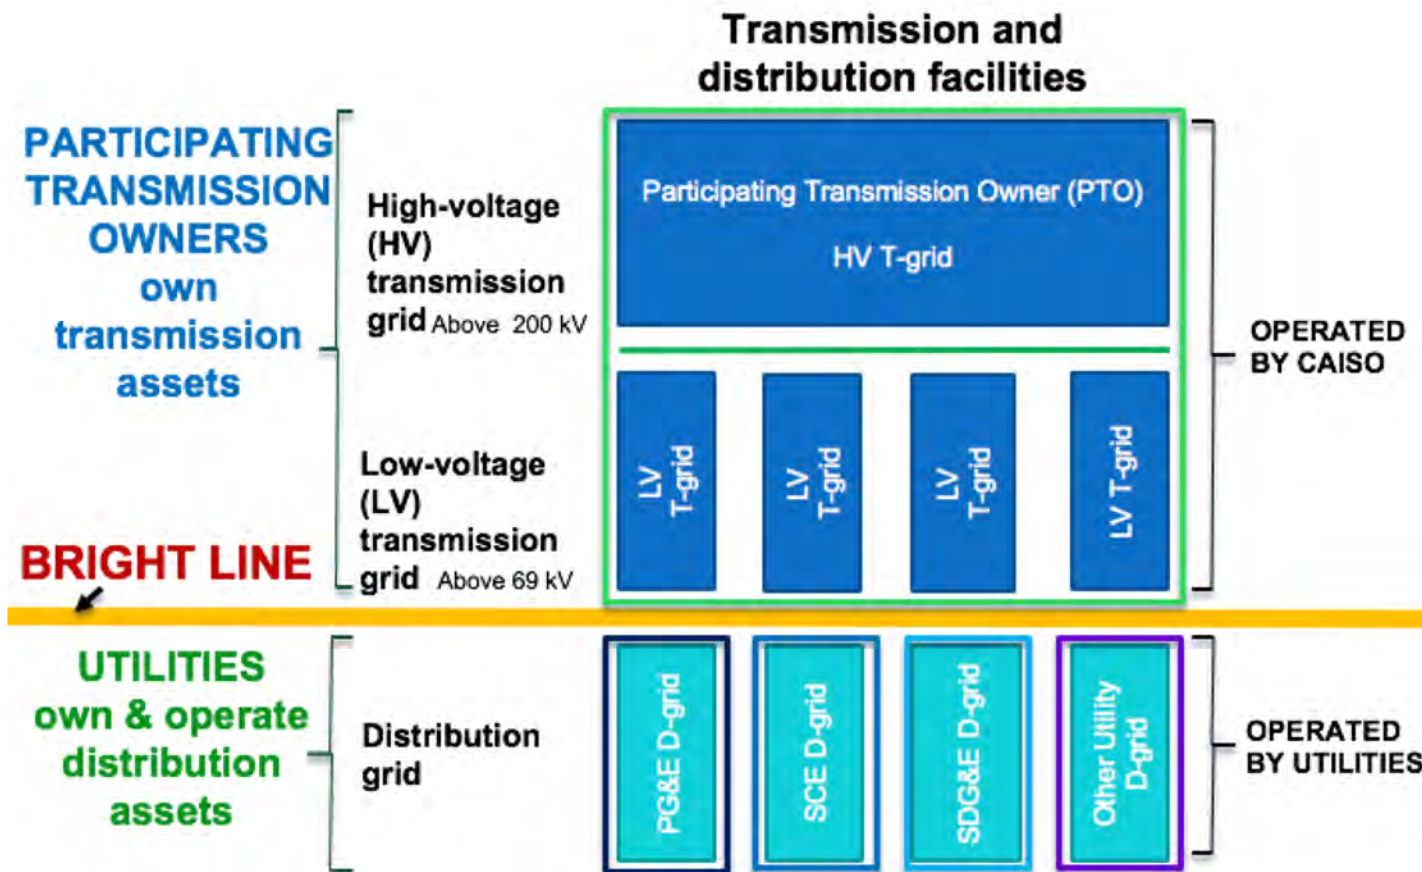 Transmission and
distribution facilities
PARTICIPATING
TRANSMISSION
OWNERS
own
transmission
assets
High-voltage
(HV)
transmission
grid Above 200 kV
Participating Transmission Owner (PTO)
HV T-grid
OPERATED
BY CAISO
Low-voltage
(LV)
transmission
grid Above 69 kV
LV
T-grid
LV
T-grid
LV
T-grid
LV T-grid
BRIGHT LINE
UTILITIES
own & operate
distribution
assets
Distribution
grid
PG&E D-grid
SCE D-grid
SDG&E D-grid
Other Utility
D-grid
OPERATED
BY UTILITIES